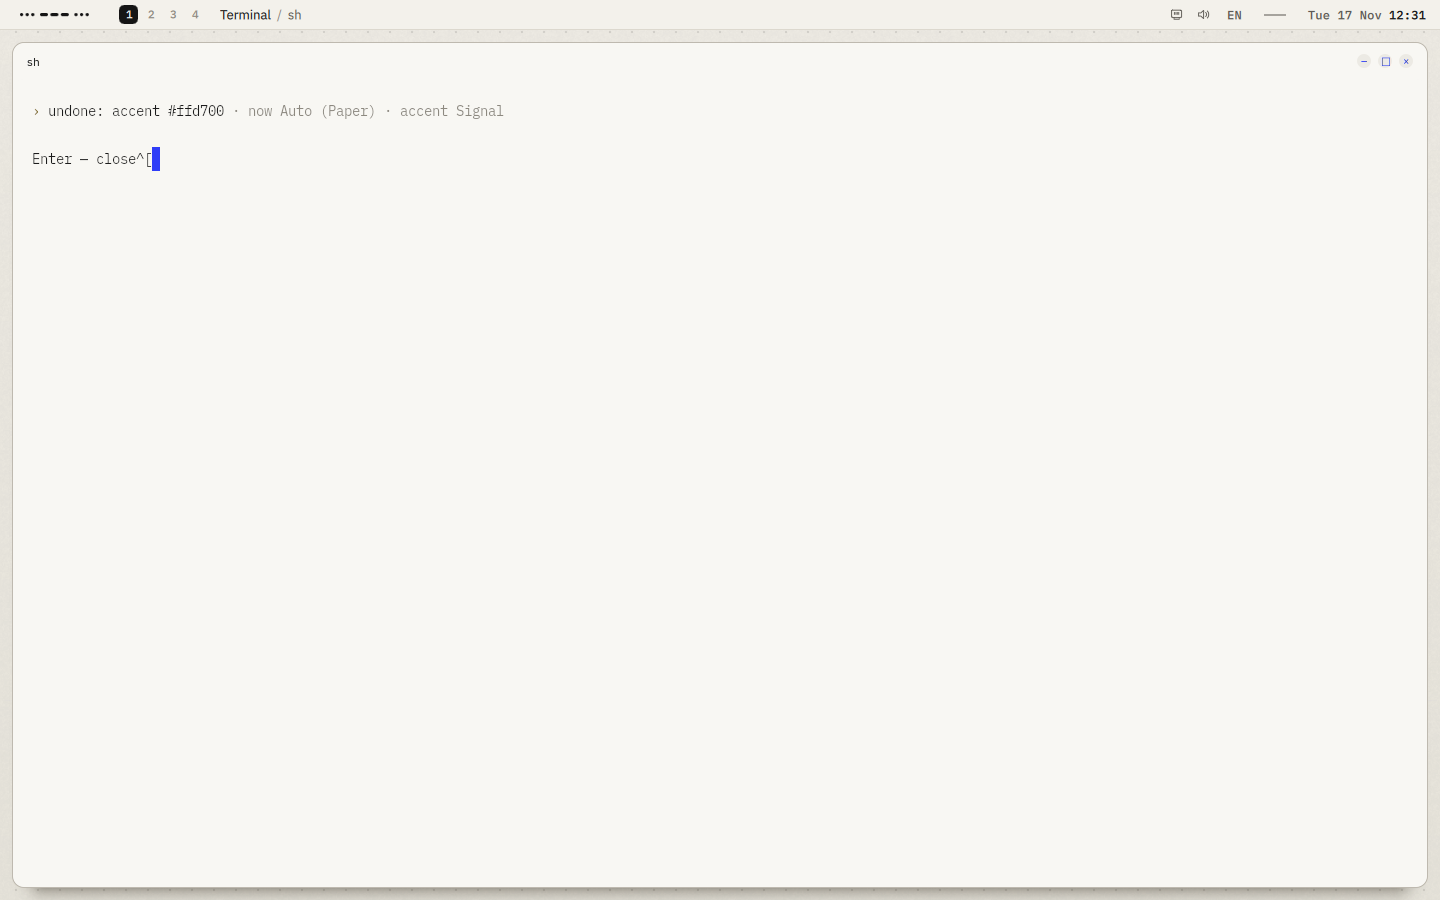 1 2 3 4 Terminal / sh EN Tue 17 Nov 12:31
sh
› undone: accent #ffd700 · now Auto (Paper) · accent Signal
Enter — close^[